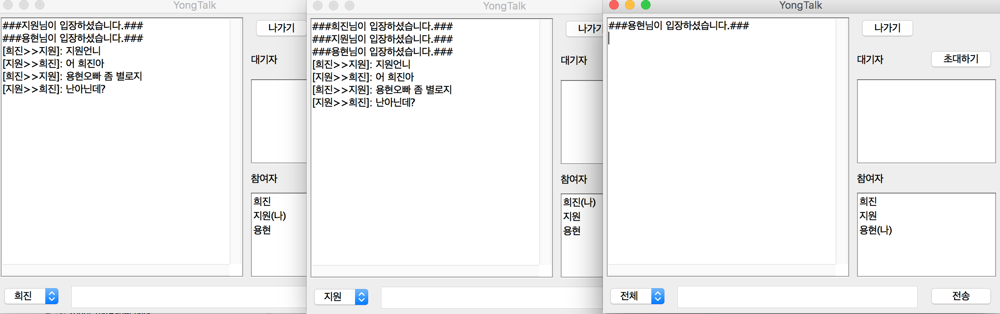 YongTalk
###지원님이 입장하셨습니다.###
###용현님이 입장하셨습니다.###
[희진>>지원]: 지원언니
[지원>>희진]: 어 희진아
[희진>>지원]: 용현오빠 좀 별로지
[지원>>희진]: 난아닌데?
나가기
대기자
참여자
희진
지원(나)
용현
희진
YongTalk
###희진님이 입장하셨습니다.###
###지원님이 입장하셨습니다.###
###용현님이 입장하셨습니다.###
[희진>>지원]: 지원언니
[지원>>희진]: 어 희진아
[희진>>지원]: 용현오빠 좀 별로지
[지원>>희진]: 난아닌데?
나가기
대기자
참여자
희진(나)
지원
용현
지원
YongTalk
###용현님이 입장하셨습니다.###
나가기
대기자
초대하기
참여자
희진
지원
용현(나)
전체
전송